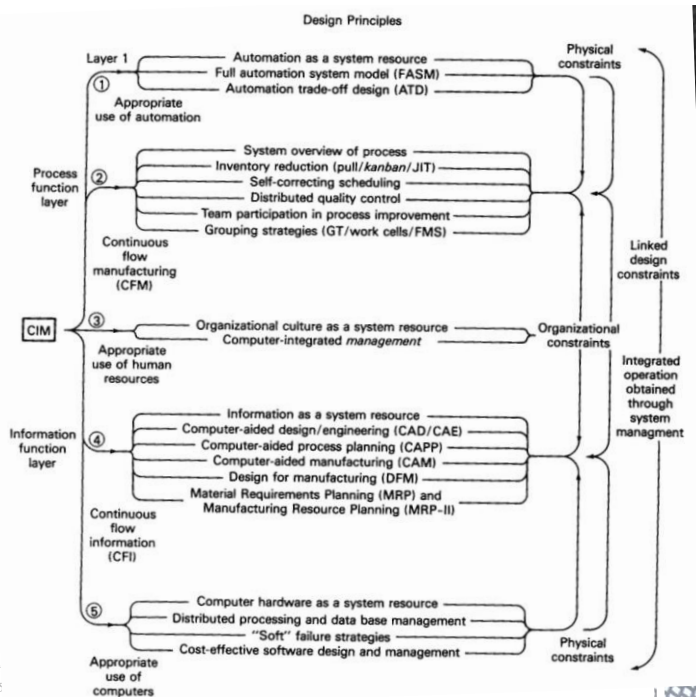 Design Principles
Layer 1
Automation as a system resource
Full automation system model (FASM)
Automation trade-off design (ATD)
Physical
constraints
①
Appropriate
use of automation
Process
function
layer
②
System overview of process
Inventory reduction (pull/kanban/JIT)
Self-correcting scheduling
Distributed quality control
Team participation in process improvement
Grouping strategies (GT/work cells/FMS)
Continuous
flow
manufacturing
(CFM)
Linked
design
constraints
CIM
③
Organizational culture as a system resource
Computer-integrated management
Organizational
constraints
Appropriate
use of human
resources
Integrated
operation
obtained
through
system
managment
Information
function
layer
④
Information as a system resource
Computer-aided design/engineering (CAD/CAE)
Computer-aided process planning (CAPP)
Computer-aided manufacturing (CAM)
Design for manufacturing (DFM)
Material Requirements Planning (MRP) and
Manufacturing Resource Planning (MRP-II)
Continuous
flow
information
(CFI)
⑤
Computer hardware as a system resource
Distributed processing and data base management
"Soft" failure strategies
Cost-effective software design and management
Physical
constraints
Appropriate
use of
computers